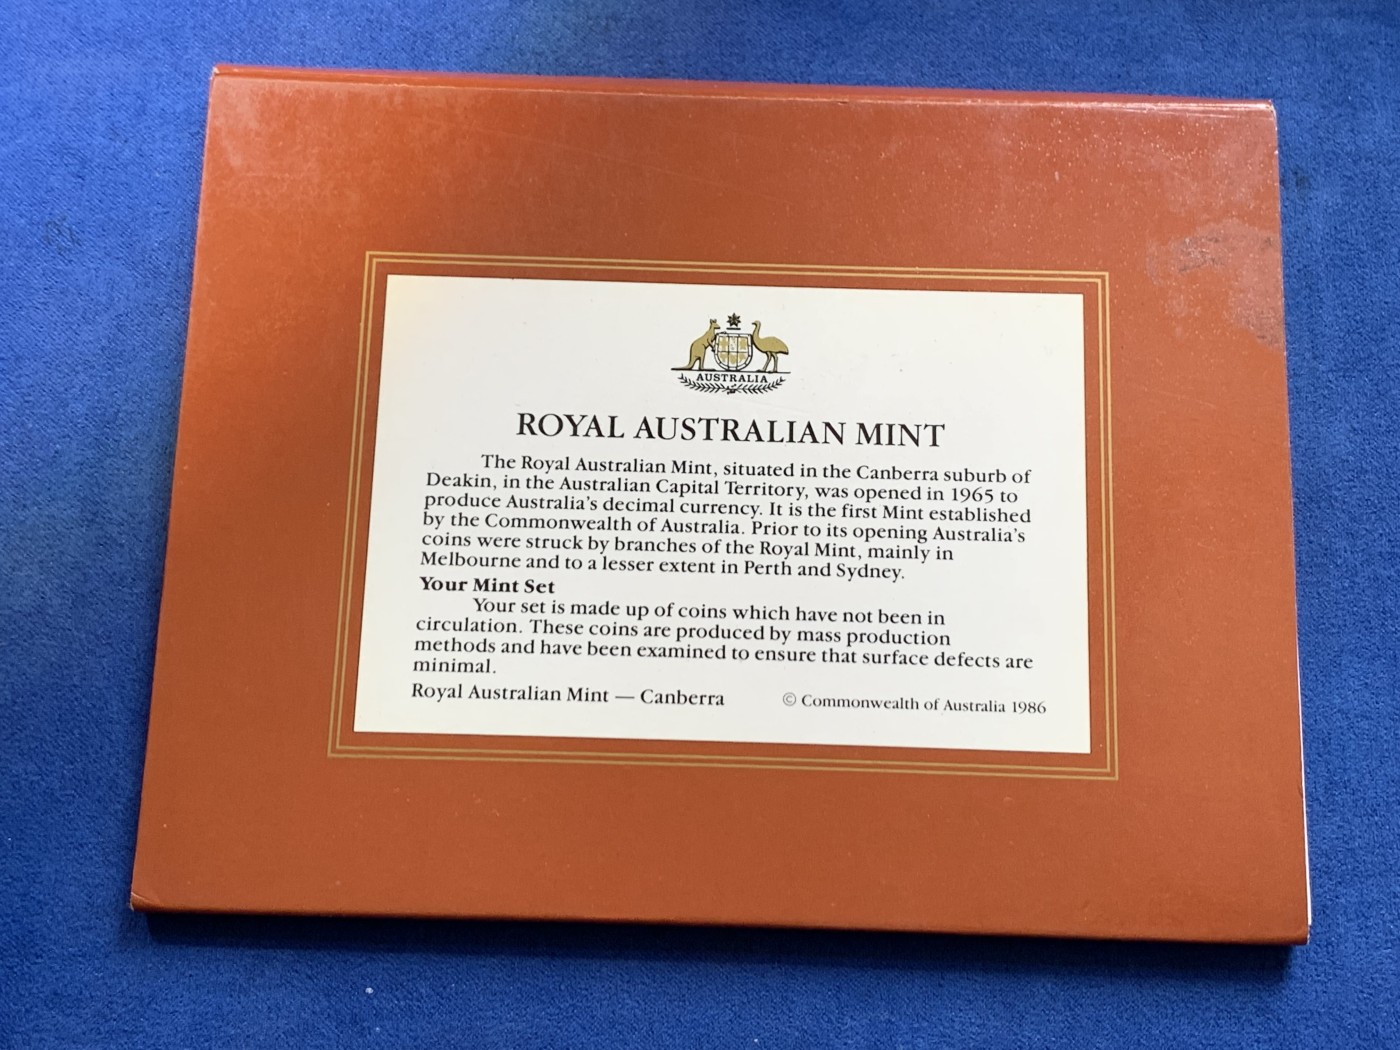 AUSTRALIA
ROYAL AUSTRALIAN MINT
The Royal Australian Mint, situated in the Canberra suburb of
Deakin, in the Australian Capital Territory, was opened in 1965 to
produce Australia's decimal currency. It is the first Mint established
by the Commonwealth of Australia. Prior to its opening Australia's
coins were struck by branches of the Royal Mint, mainly in
Melbourne and to a lesser extent in Perth and Sydney.
Your Mint Set
Your set is made up of coins which have not been in
circulation. These coins are produced by mass production
methods and have been examined to ensure that surface defects are
minimal.
Royal Australian Mint — Canberra © Commonwealth of Australia 1986